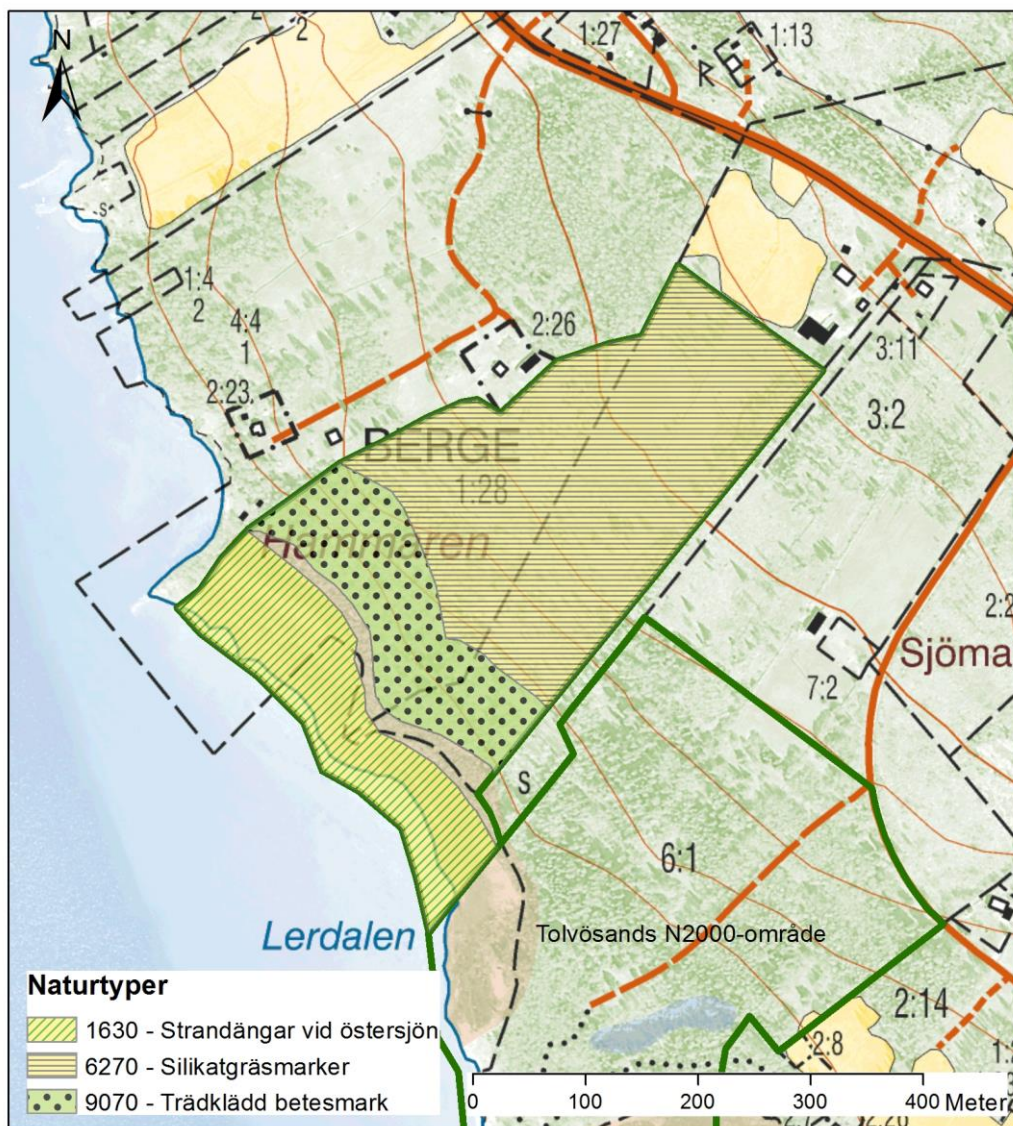 N
2
2
1:27
1:13
R
s
1:4
2
4:4
1
2:23
2:26
3:11
3:2
BERGE
1:28
Hammaren
2:2
Sjöma
7:2
s
6:1
Lerdalen
Tolvösands N2000-område
2:14
2:8
Naturtyper
1630 - Strandängar vid östersjön
6270 - Silikatgräsmarker
9070 - Trädklädd betesmark
0 100 200 300 400 Meter